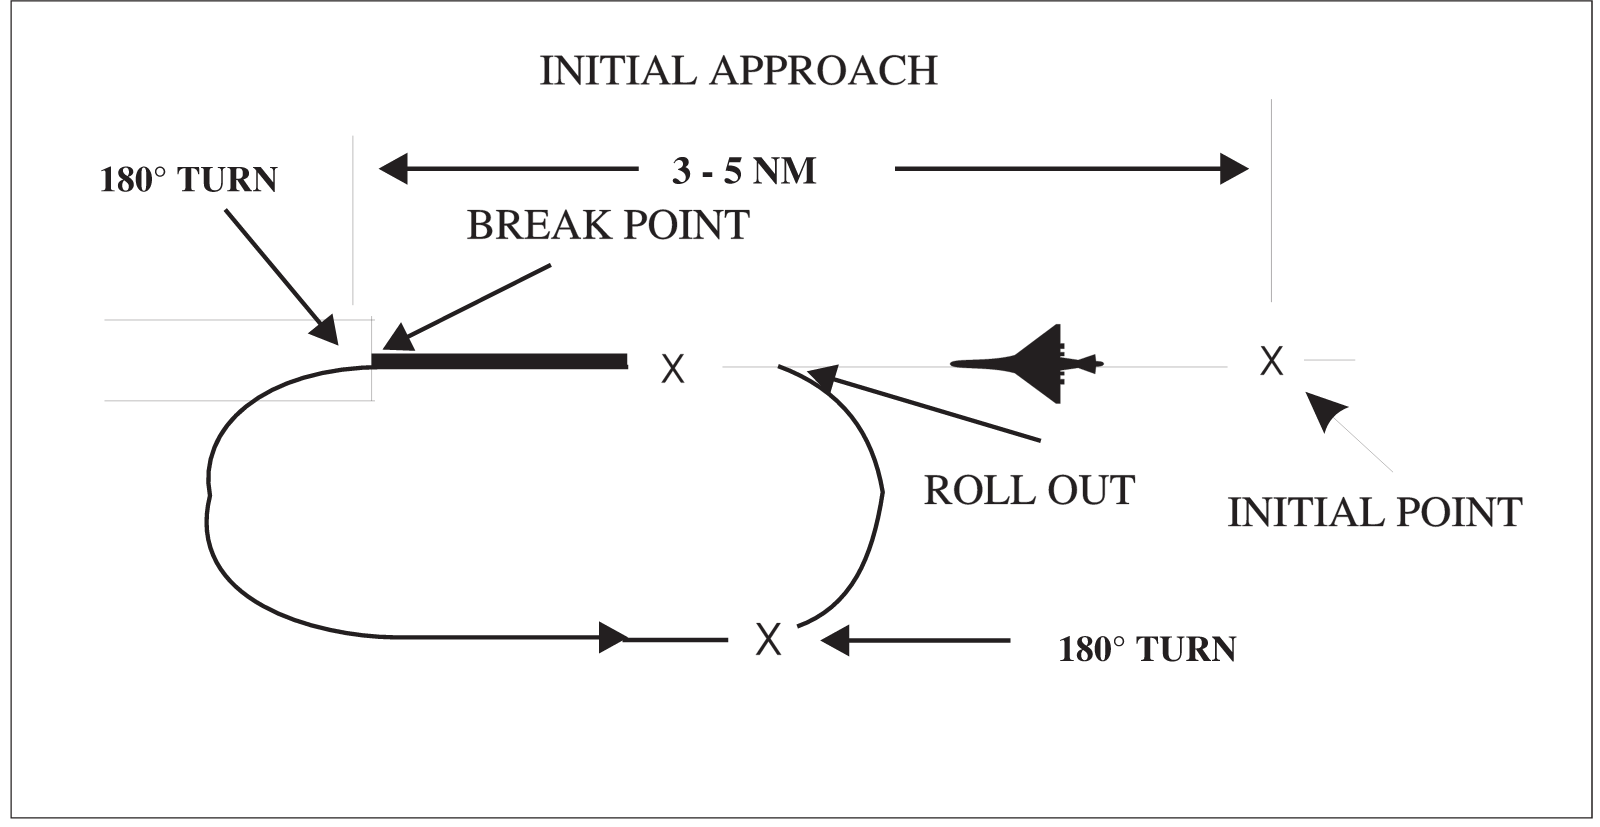 INITIAL APPROACH
180° TURN
3 - 5 NM
BREAK POINT
X
X
ROLL OUT
INITIAL POINT
X
180° TURN